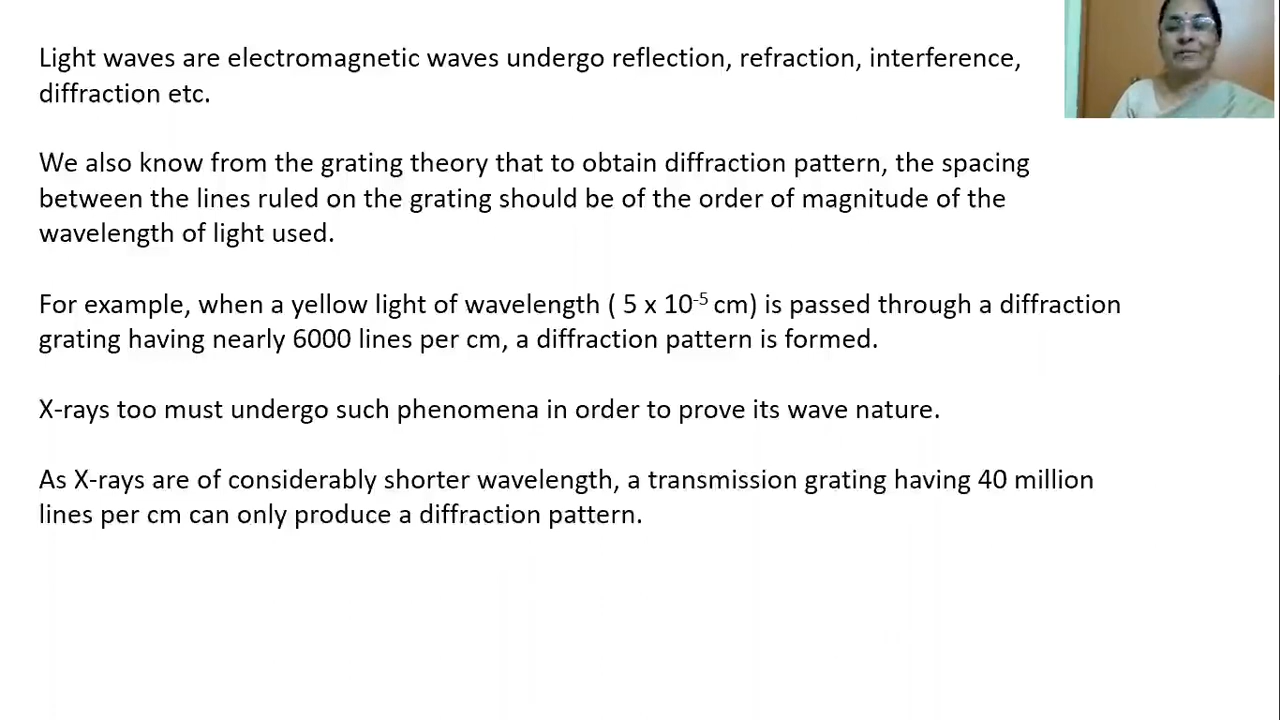 Light waves are electromagnetic waves undergo reflection, refraction, interference,
diffraction etc.
We also know from the grating theory that to obtain diffraction pattern, the spacing
between the lines ruled on the grating should be of the order of magnitude of the
wavelength of light used.
For example, when a yellow light of wavelength ( 5 x 10⁻⁵ cm) is passed through a diffraction
grating having nearly 6000 lines per cm, a diffraction pattern is formed.
X-rays too must undergo such phenomena in order to prove its wave nature.
As X-rays are of considerably shorter wavelength, a transmission grating having 40 million
lines per cm can only produce a diffraction pattern.